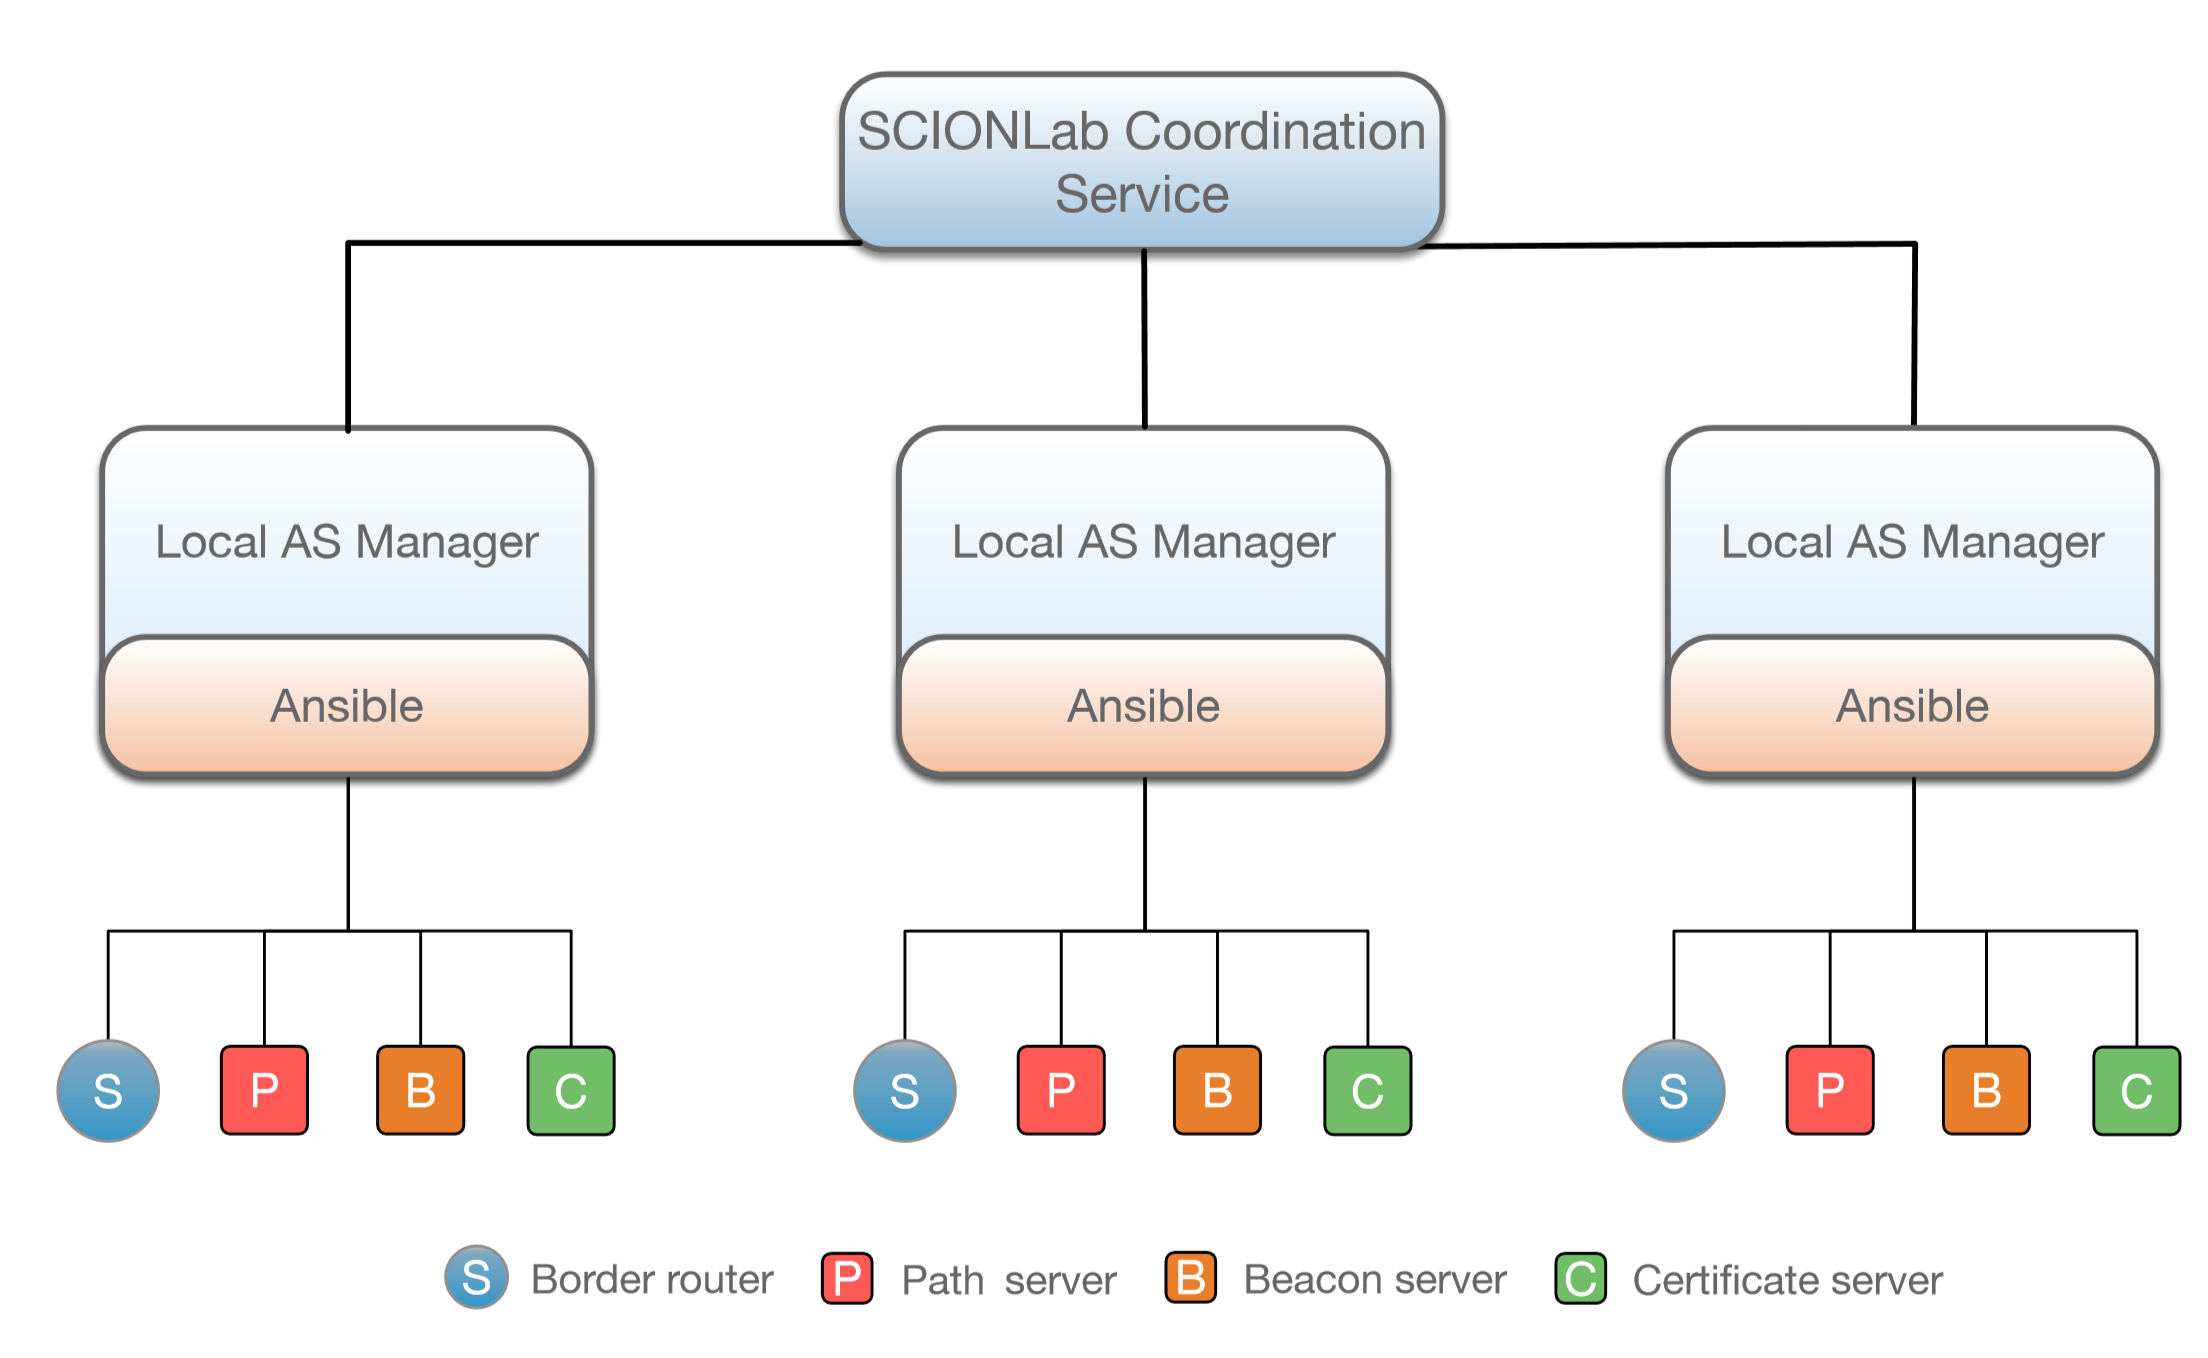 SCIONLab Coordination
Service
Local AS Manager
Local AS Manager
Local AS Manager
Ansible
Ansible
Ansible
S
P
B
C
S
P
B
C
S
P
B
C
S Border router
P Path server
B Beacon server
C Certificate server